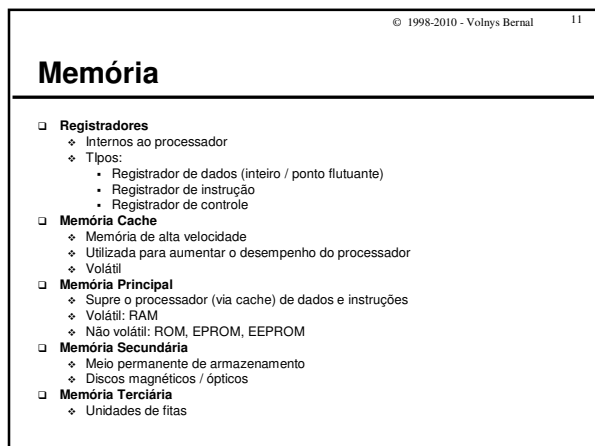 © 1998-2010 - Volnys Bernal 11
Memória
Registradores
Internos ao processador
TIpos:
Registrador de dados (inteiro / ponto flutuante)
Registrador de instrução
Registrador de controle
Memória Cache
Memória de alta velocidade
Utilizada para aumentar o desempenho do processador
Volátil
Memória Principal
Supre o processador (via cache) de dados e instruções
Volátil: RAM
Não volátil: ROM, EPROM, EEPROM
Memória Secundária
Meio permanente de armazenamento
Discos magnéticos / ópticos
Memória Terciária
Unidades de fitas